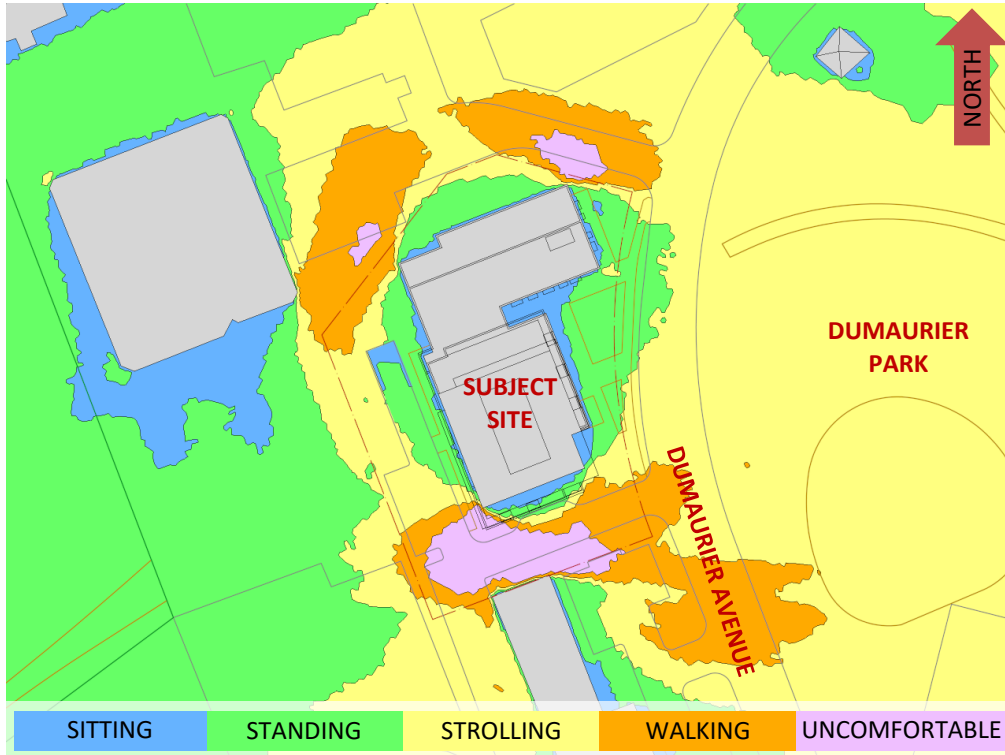 NORTH
DUMAURIER
PARK
SUBJECT
SITE
DUMAURIER AVENUE
SITTING
STANDING
STROLLING
WALKING
UNCOMFORTABLE